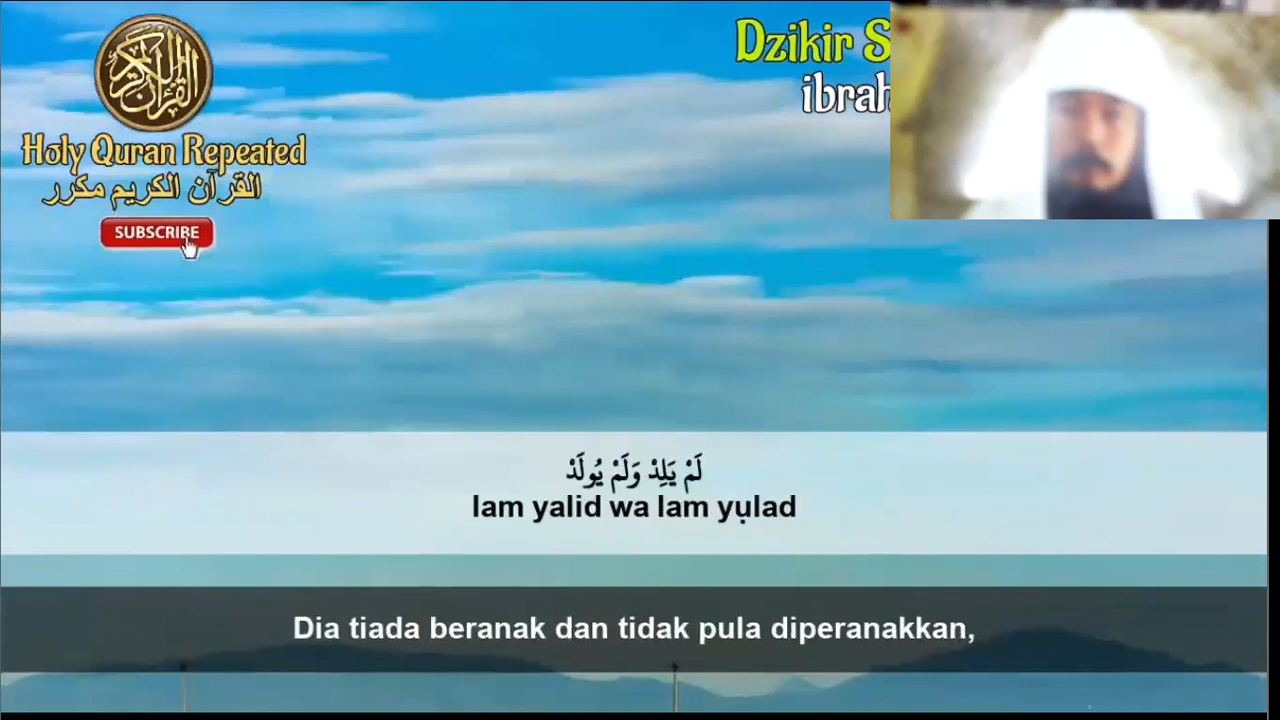 القرآن الكريم
Holy Quran Repeated
القرآن الكريم مكرر
SUBSCRIBE
Dzikir
لَمْ يَلِدْ وَلَمْ يُولَدْ
lam yalid wa lam yụlad
Dia tiada beranak dan tidak pula diperanakkan,